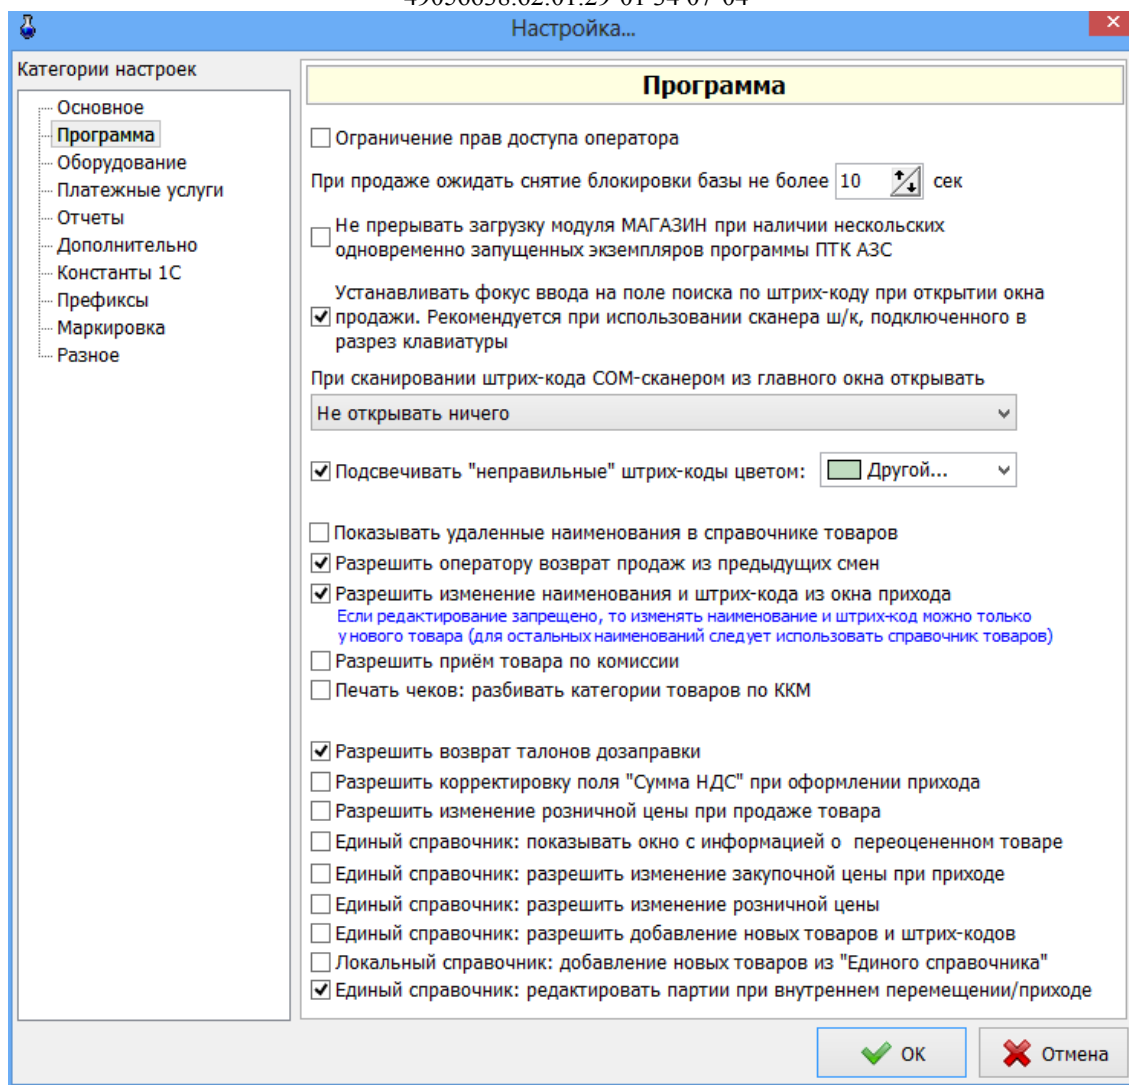 Настройка...
Категории настроек
Основное
Программа
Оборудование
Платежные услуги
Отчеты
Дополнительно
Константы 1С
Префиксы
Маркировка
Разное
Программа
Ограничение прав доступа оператора
При продаже ожидать снятие блокировки базы не более 10 сек
Не прерывать загрузку модуля МАГАЗИН при наличии нескольских
одновременно запущенных экземпляров программы ПТК АЗС
Устанавливать фокус ввода на поле поиска по штрих-коду при открытии окна
продажи. Рекомендуется при использовании сканера ш/к, подключенного в
разрез клавиатуры
При сканировании штрих-кода COM-сканером из главного окна открывать
Не открывать ничего
Подсвечивать "неправильные" штрих-коды цветом: Другой...
Показывать удаленные наименования в справочнике товаров
Разрешить оператору возврат продаж из предыдущих смен
Разрешить изменение наименования и штрих-кода из окна прихода
Если редактирование запрещено, то изменять наименование и штрих-код можно только
у нового товара (для остальных наименований следует использовать справочник товаров)
Разрешить приём товара по комиссии
Печать чеков: разбивать категории товаров по ККМ
Разрешить возврат талонов дозаправки
Разрешить корректировку поля "Сумма НДС" при оформлении прихода
Разрешить изменение розничной цены при продаже товара
Единый справочник: показывать окно с информацией о  переоцененном товаре
Единый справочник: разрешить изменение закупочной цены при приходе
Единый справочник: разрешить изменение розничной цены
Единый справочник: разрешить добавление новых товаров и штрих-кодов
Локальный справочник: добавление новых товаров из "Единого справочника"
Единый справочник: редактировать партии при внутреннем перемещении/приходе
ОК
Отмена